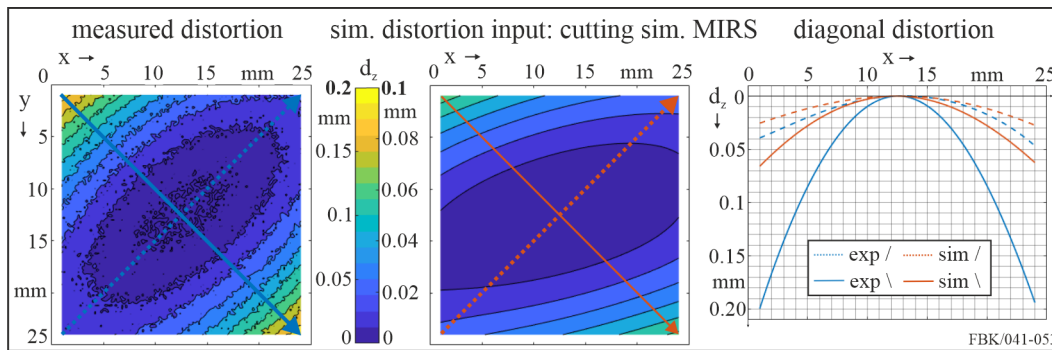 measured distortion
sim. distortion input: cutting sim. MIRS
diagonal distortion
x →
0 5 10 15 mm 25
y
↓
5
10
15
mm
25
d_z
0.2 0.1
mm mm
0.15 0.08
0.06
0.1
0.04
0.05
0.02
0 0
x →
0 5 10 15 mm 25
x →
0 5 10 15 mm 25
d_z
↓
0
0.05
0.1
0.15
mm
0.20
exp / sim /
exp \ sim \
FBK/041-05